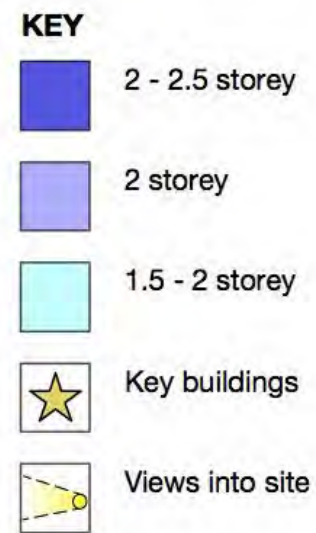 KEY
2 - 2.5 storey
2 storey
1.5 - 2 storey
Key buildings
Views into site